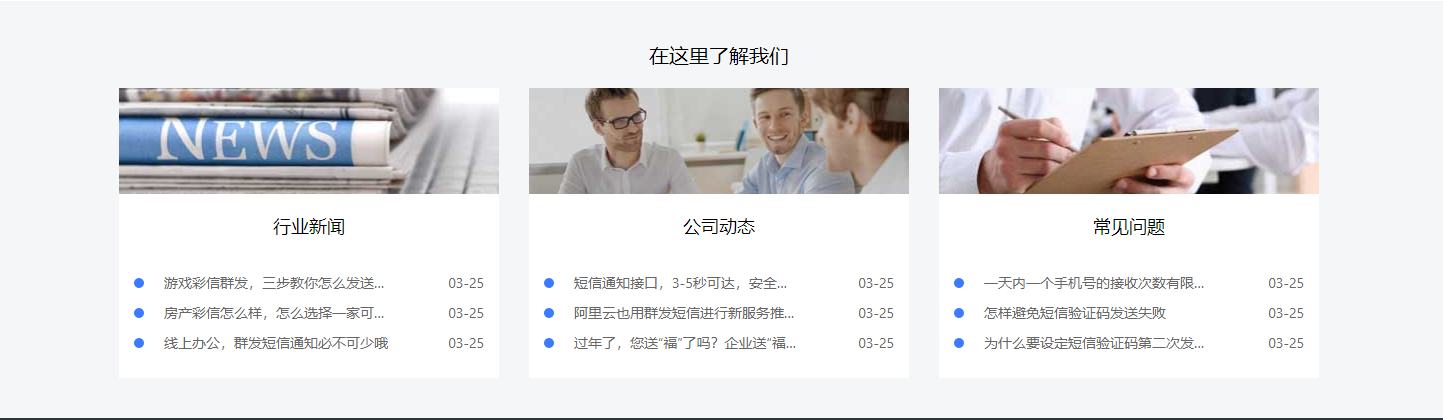 在这里了解我们
NEWS
行业新闻
游戏彩信群发，三步教你怎么发送... 03-25
房产彩信怎么样，怎么选择一家可... 03-25
线上办公，群发短信通知必不可少哦 03-25
公司动态
短信通知接口，3-5秒可达，安全... 03-25
阿里云也用群发短信进行新服务推... 03-25
过年了，您送“福”了吗？企业送“福... 03-25
常见问题
一天内一个手机号的接收次数有限... 03-25
怎样避免短信验证码发送失败 03-25
为什么要设定短信验证码第二次发... 03-25